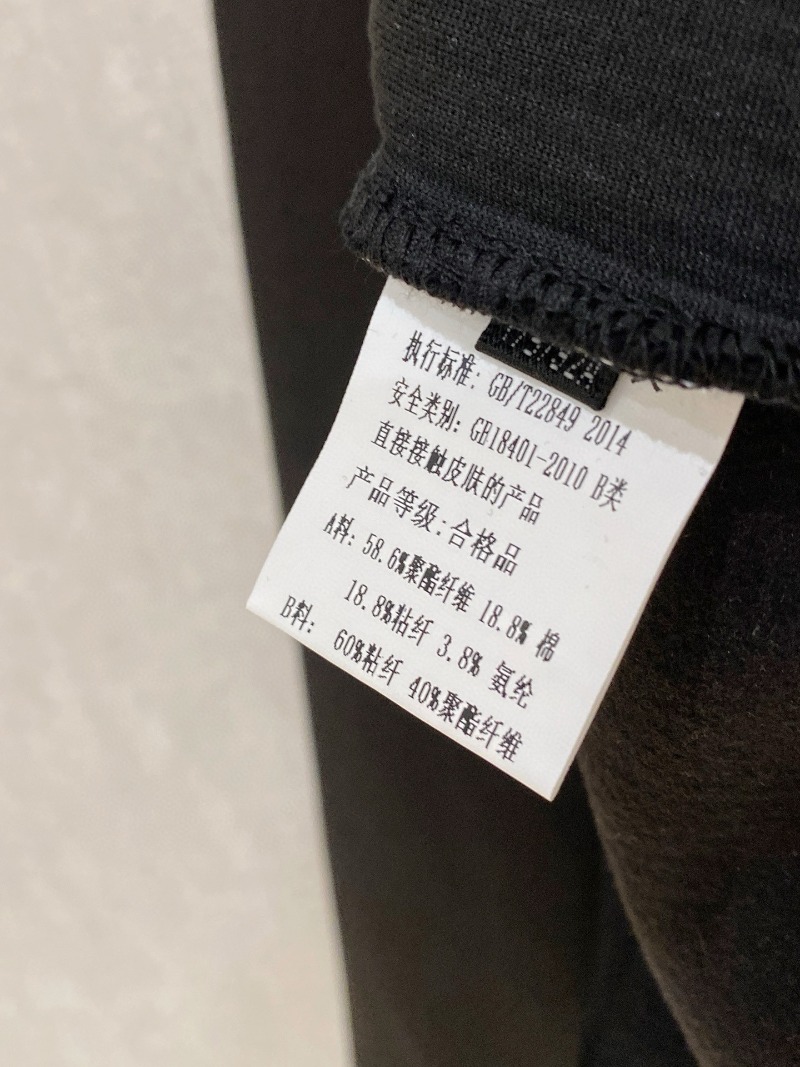 执行标准: GB/T22849 2014
安全类别: GB18401-2010 B类
直接接触皮肤的产品
产品等级:合格品
A料: 58.6%聚酯纤维 18.8% 棉
18.8%粘纤 3.8% 氨纶
B料: 60%粘纤 40%聚酯纤维